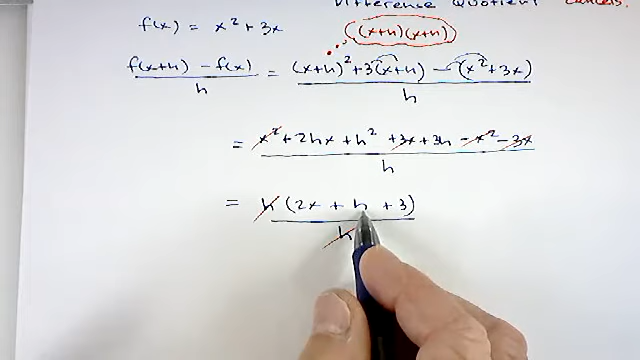 Difference Quotient cancels.
f(x) = x² + 3x ((x+h)(x+h))
f(x+h) - f(x) / h = (x+h)² + 3(x+h) - (x² + 3x) / h
= x² + 2hx + h² + 3x + 3h - x² - 3x / h
= h (2x + h + 3) / h